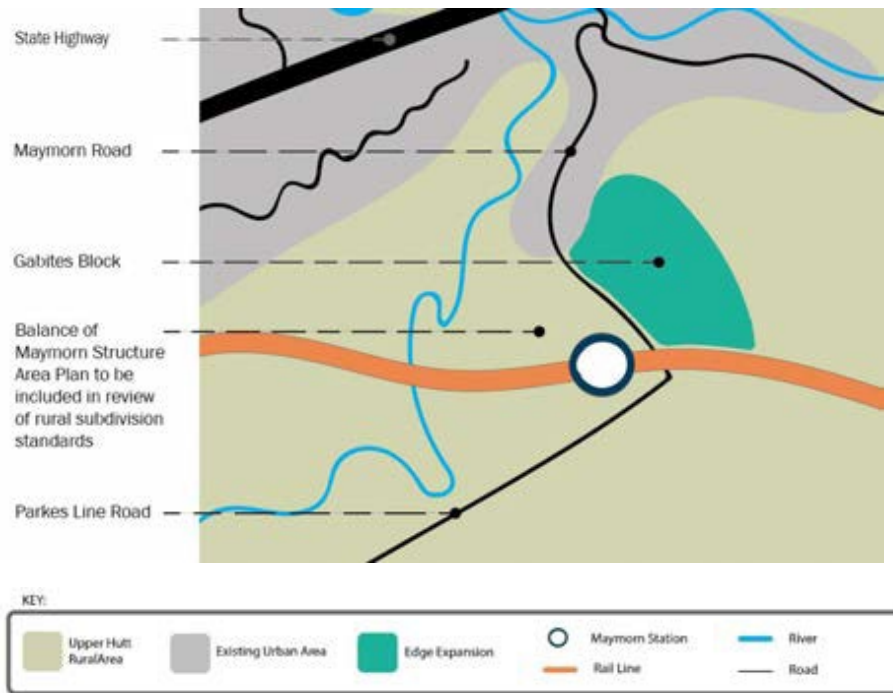 State Highway
Maymorn Road
Gabites Block
Balance of
Maymorn Structure
Area Plan to be
included in review
of rural subdivision
standards
Parkes Line Road
KEY:
Upper Hutt
RuralArea
Existing Urban Area
Edge Expansion
Maymorn Station
Rail Line
River
Road